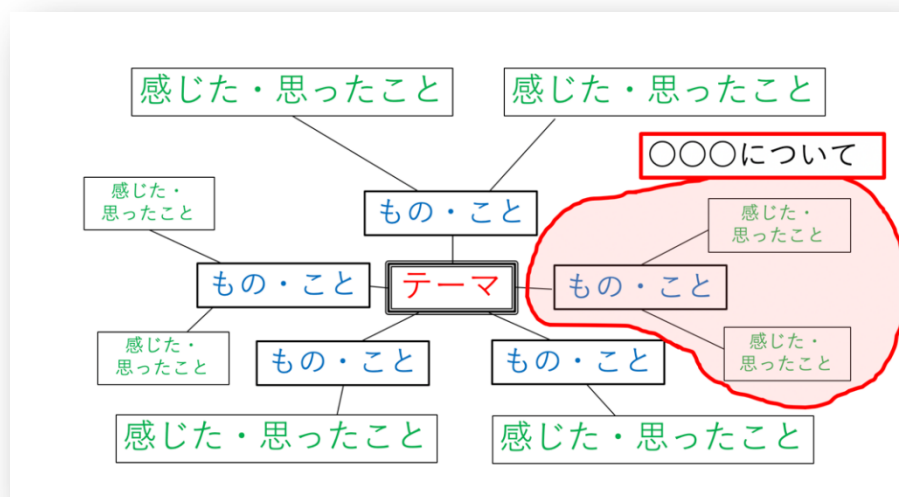 感じた・思ったこと
感じた・思ったこと
〇〇〇について
感じた・
思ったこと
もの・こと
感じた・
思ったこと
もの・こと
テーマ
もの・こと
感じた・
思ったこと
もの・こと
もの・こと
感じた・
思ったこと
感じた・思ったこと
感じた・思ったこと